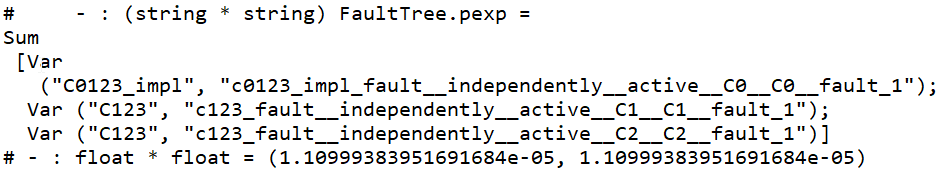 #     - : (string * string) FaultTree.pexp =
Sum
 [Var
   ("C0123_impl", "c0123_impl_fault__independently__active__C0__C0__fault_1");
  Var ("C123", "c123_fault__independently__active__C1__C1__fault_1");
  Var ("C123", "c123_fault__independently__active__C2__C2__fault_1")]
# - : float * float = (1.10999383951691684e-05, 1.10999383951691684e-05)